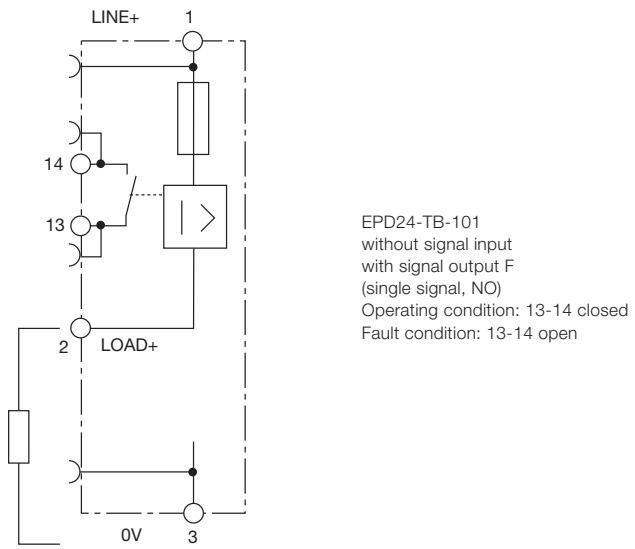 LINE+ 1
14
13
EPD24-TB-101
without signal input
with signal output F
(single signal, NO)
Operating condition: 13-14 closed
Fault condition: 13-14 open
2 LOAD+
0V 3